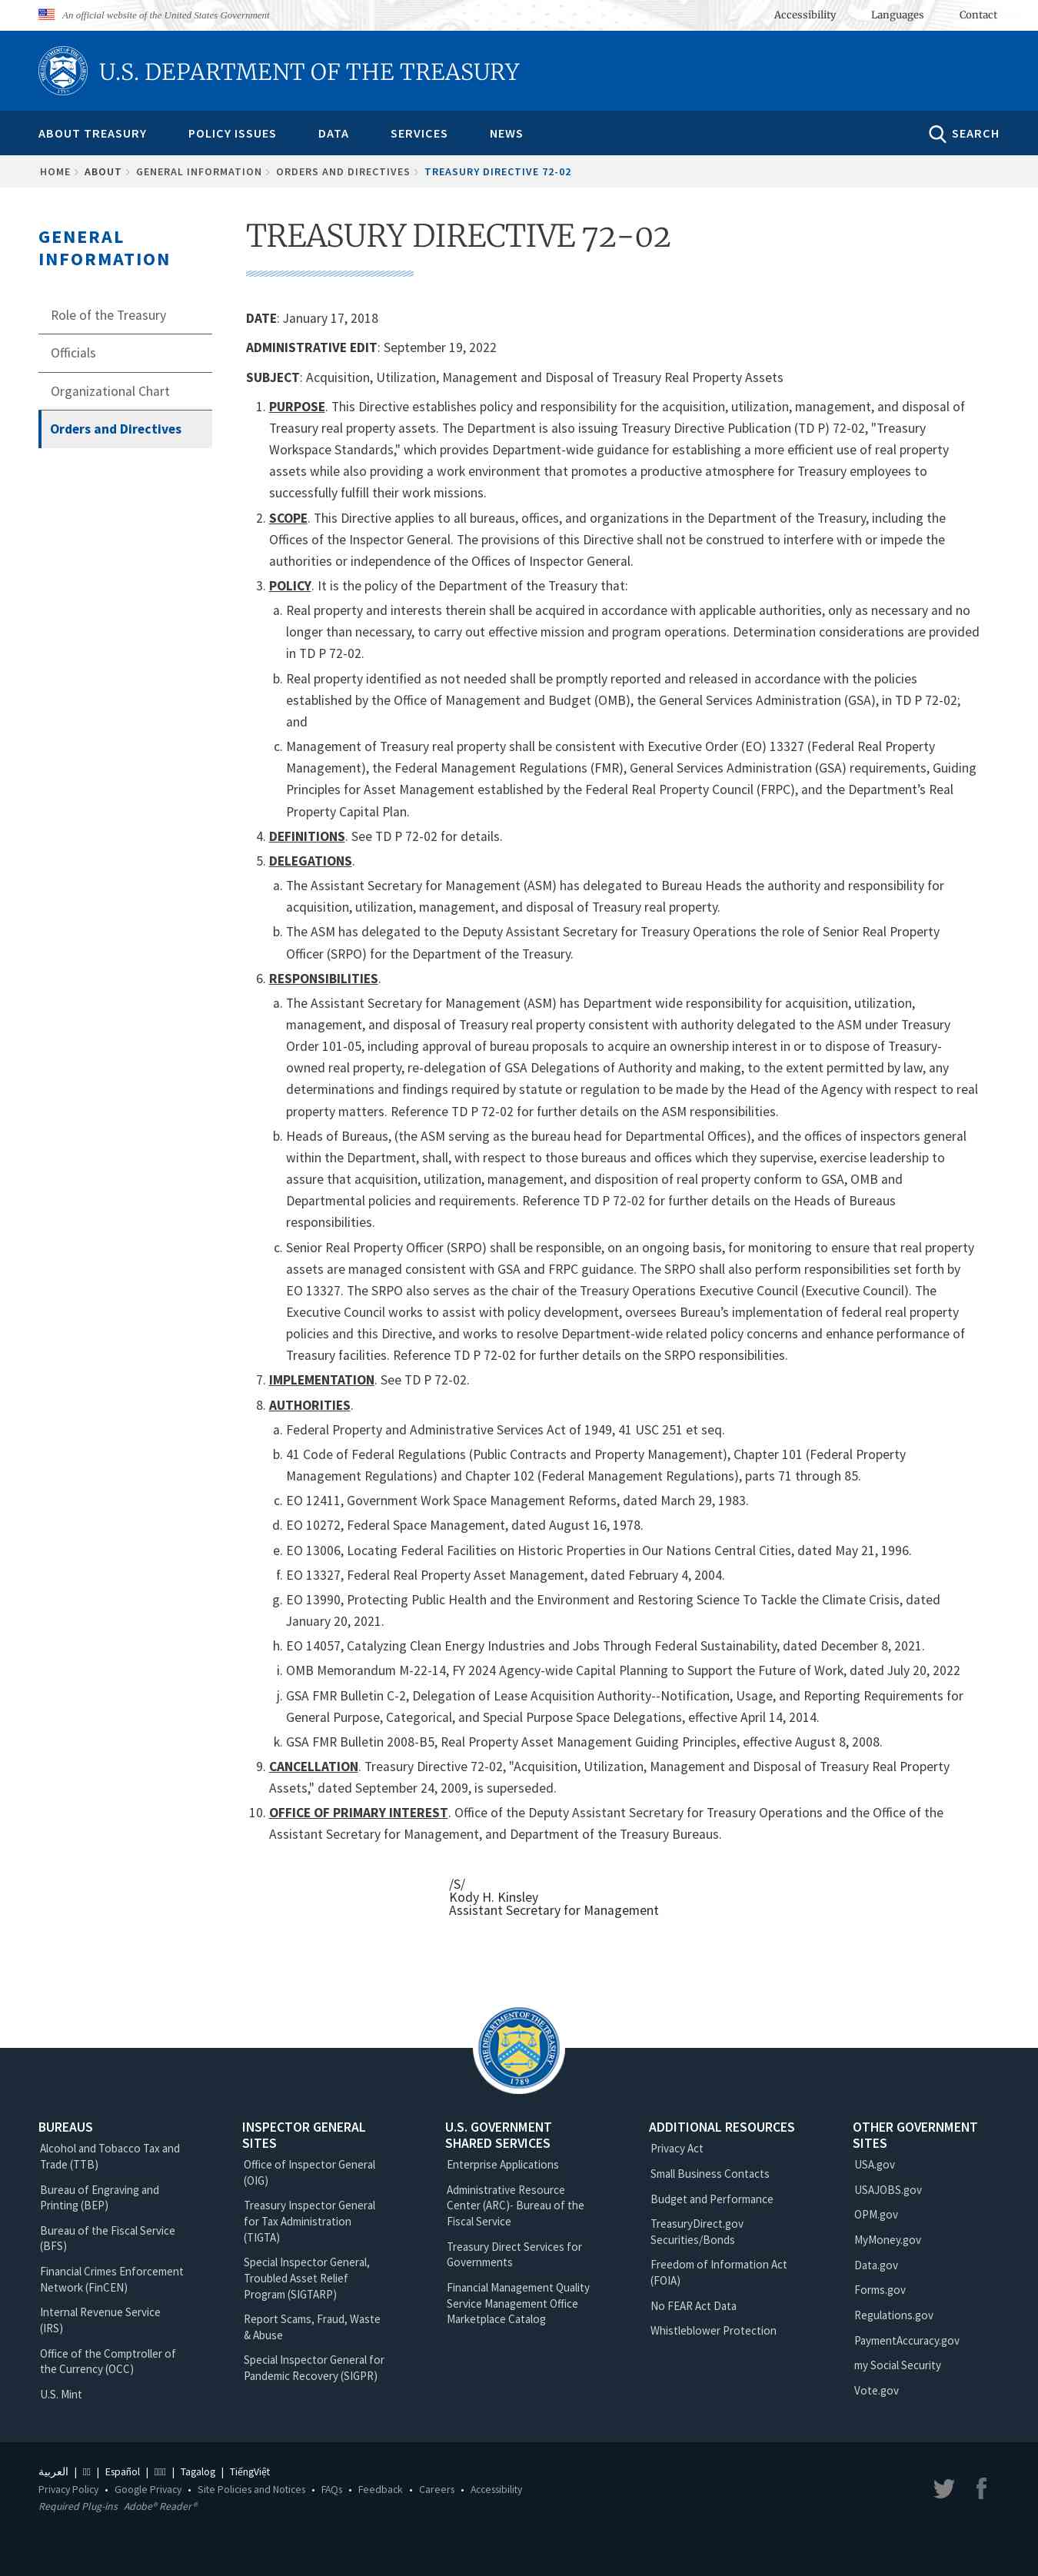 An official website of the United States Government
Accessibility Languages Contact
U.S. DEPARTMENT OF THE TREASURY
ABOUT TREASURY POLICY ISSUES DATA SERVICES NEWS SEARCH
HOME ABOUT GENERAL INFORMATION ORDERS AND DIRECTIVES TREASURY DIRECTIVE 72-02
GENERAL
INFORMATION
Role of the Treasury
Officials
Organizational Chart
Orders and Directives
TREASURY DIRECTIVE 72-02
DATE: January 17, 2018
ADMINISTRATIVE EDIT: September 19, 2022
SUBJECT: Acquisition, Utilization, Management and Disposal of Treasury Real Property Assets
1. PURPOSE. This Directive establishes policy and responsibility for the acquisition, utilization, management, and disposal of
Treasury real property assets. The Department is also issuing Treasury Directive Publication (TD P) 72-02, "Treasury
Workspace Standards," which provides Department-wide guidance for establishing a more efficient use of real property
assets while also providing a work environment that promotes a productive atmosphere for Treasury employees to
successfully fulfill their work missions.
2. SCOPE. This Directive applies to all bureaus, offices, and organizations in the Department of the Treasury, including the
Offices of the Inspector General. The provisions of this Directive shall not be construed to interfere with or impede the
authorities or independence of the Offices of Inspector General.
3. POLICY. It is the policy of the Department of the Treasury that:
a. Real property and interests therein shall be acquired in accordance with applicable authorities, only as necessary and no
longer than necessary, to carry out effective mission and program operations. Determination considerations are provided
in TD P 72-02.
b. Real property identified as not needed shall be promptly reported and released in accordance with the policies
established by the Office of Management and Budget (OMB), the General Services Administration (GSA), in TD P 72-02;
and
c. Management of Treasury real property shall be consistent with Executive Order (EO) 13327 (Federal Real Property
Management), the Federal Management Regulations (FMR), General Services Administration (GSA) requirements, Guiding
Principles for Asset Management established by the Federal Real Property Council (FRPC), and the Department’s Real
Property Capital Plan.
4. DEFINITIONS. See TD P 72-02 for details.
5. DELEGATIONS.
a. The Assistant Secretary for Management (ASM) has delegated to Bureau Heads the authority and responsibility for
acquisition, utilization, management, and disposal of Treasury real property.
b. The ASM has delegated to the Deputy Assistant Secretary for Treasury Operations the role of Senior Real Property
Officer (SRPO) for the Department of the Treasury.
6. RESPONSIBILITIES.
a. The Assistant Secretary for Management (ASM) has Department wide responsibility for acquisition, utilization,
management, and disposal of Treasury real property consistent with authority delegated to the ASM under Treasury
Order 101-05, including approval of bureau proposals to acquire an ownership interest in or to dispose of Treasury-
owned real property, re-delegation of GSA Delegations of Authority and making, to the extent permitted by law, any
determinations and findings required by statute or regulation to be made by the Head of the Agency with respect to real
property matters. Reference TD P 72-02 for further details on the ASM responsibilities.
b. Heads of Bureaus, (the ASM serving as the bureau head for Departmental Offices), and the offices of inspectors general
within the Department, shall, with respect to those bureaus and offices which they supervise, exercise leadership to
assure that acquisition, utilization, management, and disposition of real property conform to GSA, OMB and
Departmental policies and requirements. Reference TD P 72-02 for further details on the Heads of Bureaus
responsibilities.
c. Senior Real Property Officer (SRPO) shall be responsible, on an ongoing basis, for monitoring to ensure that real property
assets are managed consistent with GSA and FRPC guidance. The SRPO shall also perform responsibilities set forth by
EO 13327. The SRPO also serves as the chair of the Treasury Operations Executive Council (Executive Council). The
Executive Council works to assist with policy development, oversees Bureau’s implementation of federal real property
policies and this Directive, and works to resolve Department-wide related policy concerns and enhance performance of
Treasury facilities. Reference TD P 72-02 for further details on the SRPO responsibilities.
7. IMPLEMENTATION. See TD P 72-02.
8. AUTHORITIES.
a. Federal Property and Administrative Services Act of 1949, 41 USC 251 et seq.
b. 41 Code of Federal Regulations (Public Contracts and Property Management), Chapter 101 (Federal Property
Management Regulations) and Chapter 102 (Federal Management Regulations), parts 71 through 85.
c. EO 12411, Government Work Space Management Reforms, dated March 29, 1983.
d. EO 10272, Federal Space Management, dated August 16, 1978.
e. EO 13006, Locating Federal Facilities on Historic Properties in Our Nations Central Cities, dated May 21, 1996.
f. EO 13327, Federal Real Property Asset Management, dated February 4, 2004.
g. EO 13990, Protecting Public Health and the Environment and Restoring Science To Tackle the Climate Crisis, dated
January 20, 2021.
h. EO 14057, Catalyzing Clean Energy Industries and Jobs Through Federal Sustainability, dated December 8, 2021.
i. OMB Memorandum M-22-14, FY 2024 Agency-wide Capital Planning to Support the Future of Work, dated July 20, 2022
j. GSA FMR Bulletin C-2, Delegation of Lease Acquisition Authority--Notification, Usage, and Reporting Requirements for
General Purpose, Categorical, and Special Purpose Space Delegations, effective April 14, 2014.
k. GSA FMR Bulletin 2008-B5, Real Property Asset Management Guiding Principles, effective August 8, 2008.
9. CANCELLATION. Treasury Directive 72-02, "Acquisition, Utilization, Management and Disposal of Treasury Real Property
Assets," dated September 24, 2009, is superseded.
10. OFFICE OF PRIMARY INTEREST. Office of the Deputy Assistant Secretary for Treasury Operations and the Office of the
Assistant Secretary for Management, and Department of the Treasury Bureaus.
/S/
Kody H. Kinsley
Assistant Secretary for Management
THE DEPARTMENT OF THE TREASURY
1789
BUREAUS
Alcohol and Tobacco Tax and
Trade (TTB)
Bureau of Engraving and
Printing (BEP)
Bureau of the Fiscal Service
(BFS)
Financial Crimes Enforcement
Network (FinCEN)
Internal Revenue Service
(IRS)
Office of the Comptroller of
the Currency (OCC)
U.S. Mint
INSPECTOR GENERAL
SITES
Office of Inspector General
(OIG)
Treasury Inspector General
for Tax Administration
(TIGTA)
Special Inspector General,
Troubled Asset Relief
Program (SIGTARP)
Report Scams, Fraud, Waste
& Abuse
Special Inspector General for
Pandemic Recovery (SIGPR)
U.S. GOVERNMENT
SHARED SERVICES
Enterprise Applications
Administrative Resource
Center (ARC)- Bureau of the
Fiscal Service
Treasury Direct Services for
Governments
Financial Management Quality
Service Management Office
Marketplace Catalog
ADDITIONAL RESOURCES
Privacy Act
Small Business Contacts
Budget and Performance
TreasuryDirect.gov
Securities/Bonds
Freedom of Information Act
(FOIA)
No FEAR Act Data
Whistleblower Protection
OTHER GOVERNMENT
SITES
USA.gov
USAJOBS.gov
OPM.gov
MyMoney.gov
Data.gov
Forms.gov
Regulations.gov
PaymentAccuracy.gov
my Social Security
Vote.gov
العربية | | Español | | Tagalog | TiếngViệt
Privacy Policy • Google Privacy • Site Policies and Notices • FAQs • Feedback • Careers • Accessibility
Required Plug-ins Adobe® Reader®